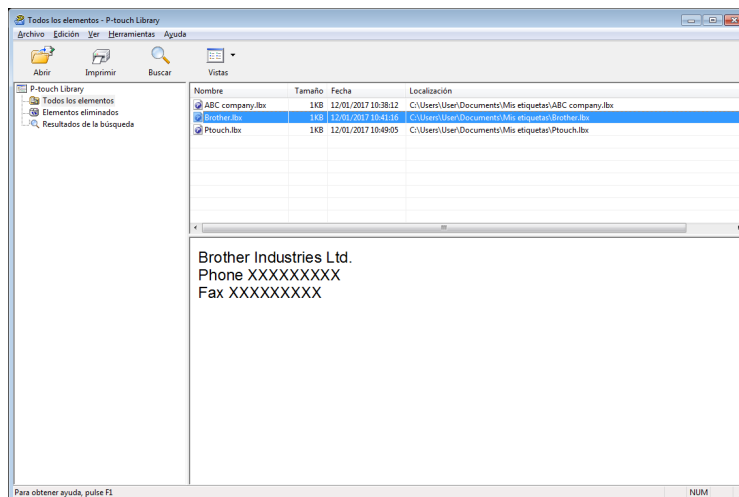 Todos los elementos - P-touch Library
Archivo Edición Ver Herramientas Ayuda
Abrir Imprimir Buscar Vistas
P-touch Library
Todos los elementos
Elementos eliminados
Resultados de la búsqueda
Nombre Tamaño Fecha Localización
ABC company.lbx 1KB 12/01/2017 10:38:12 C:\Users\User\Documents\Mis etiquetas\ABC company.lbx
Brother.lbx 1KB 12/01/2017 10:41:16 C:\Users\User\Documents\Mis etiquetas\Brother.lbx
Ptouch.lbx 1KB 12/01/2017 10:49:05 C:\Users\User\Documents\Mis etiquetas\Ptouch.lbx
Brother Industries Ltd.
Phone XXXXXXXXX
Fax XXXXXXXXX
Para obtener ayuda, pulse F1 NUM